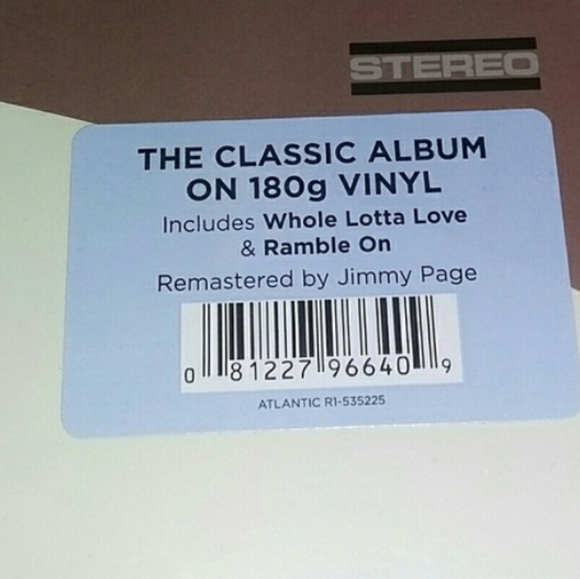 STEREO
THE CLASSIC ALBUM
ON 180g VINYL
Includes Whole Lotta Love
& Ramble On
Remastered by Jimmy Page
0 81227 96640 9
ATLANTIC R1-535225